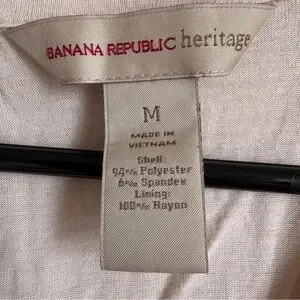 BANANA REPUBLIC heritage
M
MADE IN
VIETNAM
Shell:
94% Polyester
6% Spandex
Lining:
100% Rayon